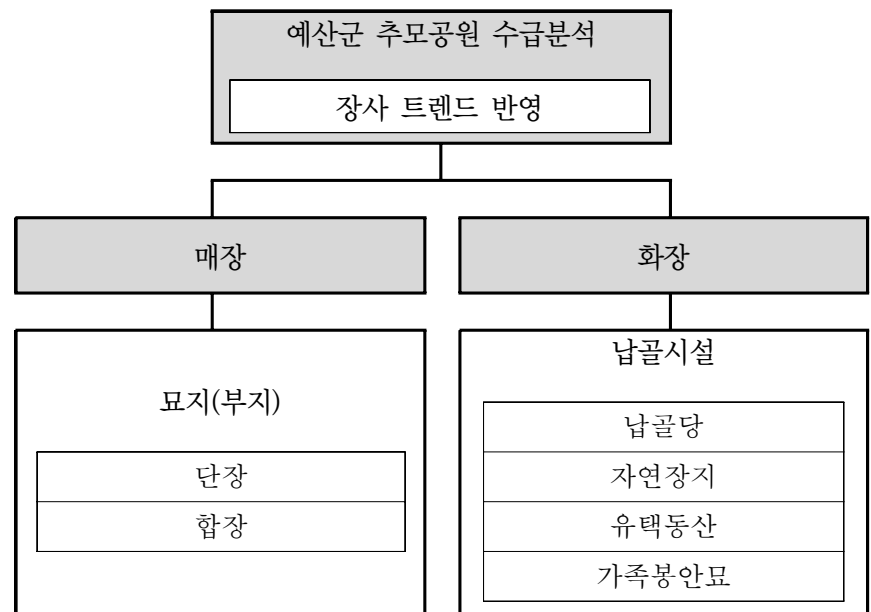 예산군 추모공원 수급분석
장사 트렌드 반영
매장
화장
묘지(부지)
단장
합장
납골시설
납골당
자연장지
유택동산
가족봉안묘